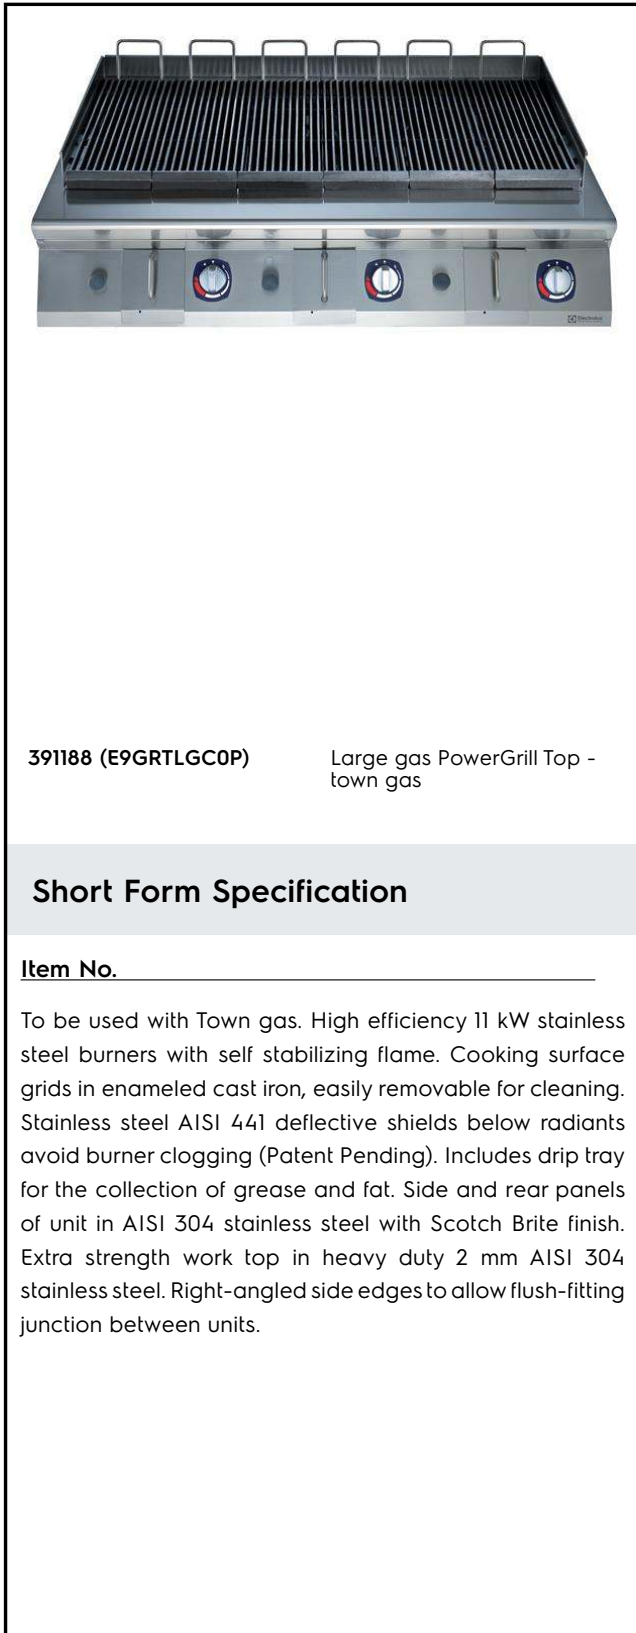 Electrolux
391188 (E9GRTLGC0P)
Large gas PowerGrill Top -
town gas
Short Form Specification
Item No.
To be used with Town gas. High efficiency 11 kW stainless
steel burners with self stabilizing flame. Cooking surface
grids in enameled cast iron, easily removable for cleaning.
Stainless steel AISI 441 deflective shields below radiants
avoid burner clogging (Patent Pending). Includes drip tray
for the collection of grease and fat. Side and rear panels
of unit in AISI 304 stainless steel with Scotch Brite finish.
Extra strength work top in heavy duty 2 mm AISI 304
stainless steel. Right-angled side edges to allow flush-fitting
junction between units.